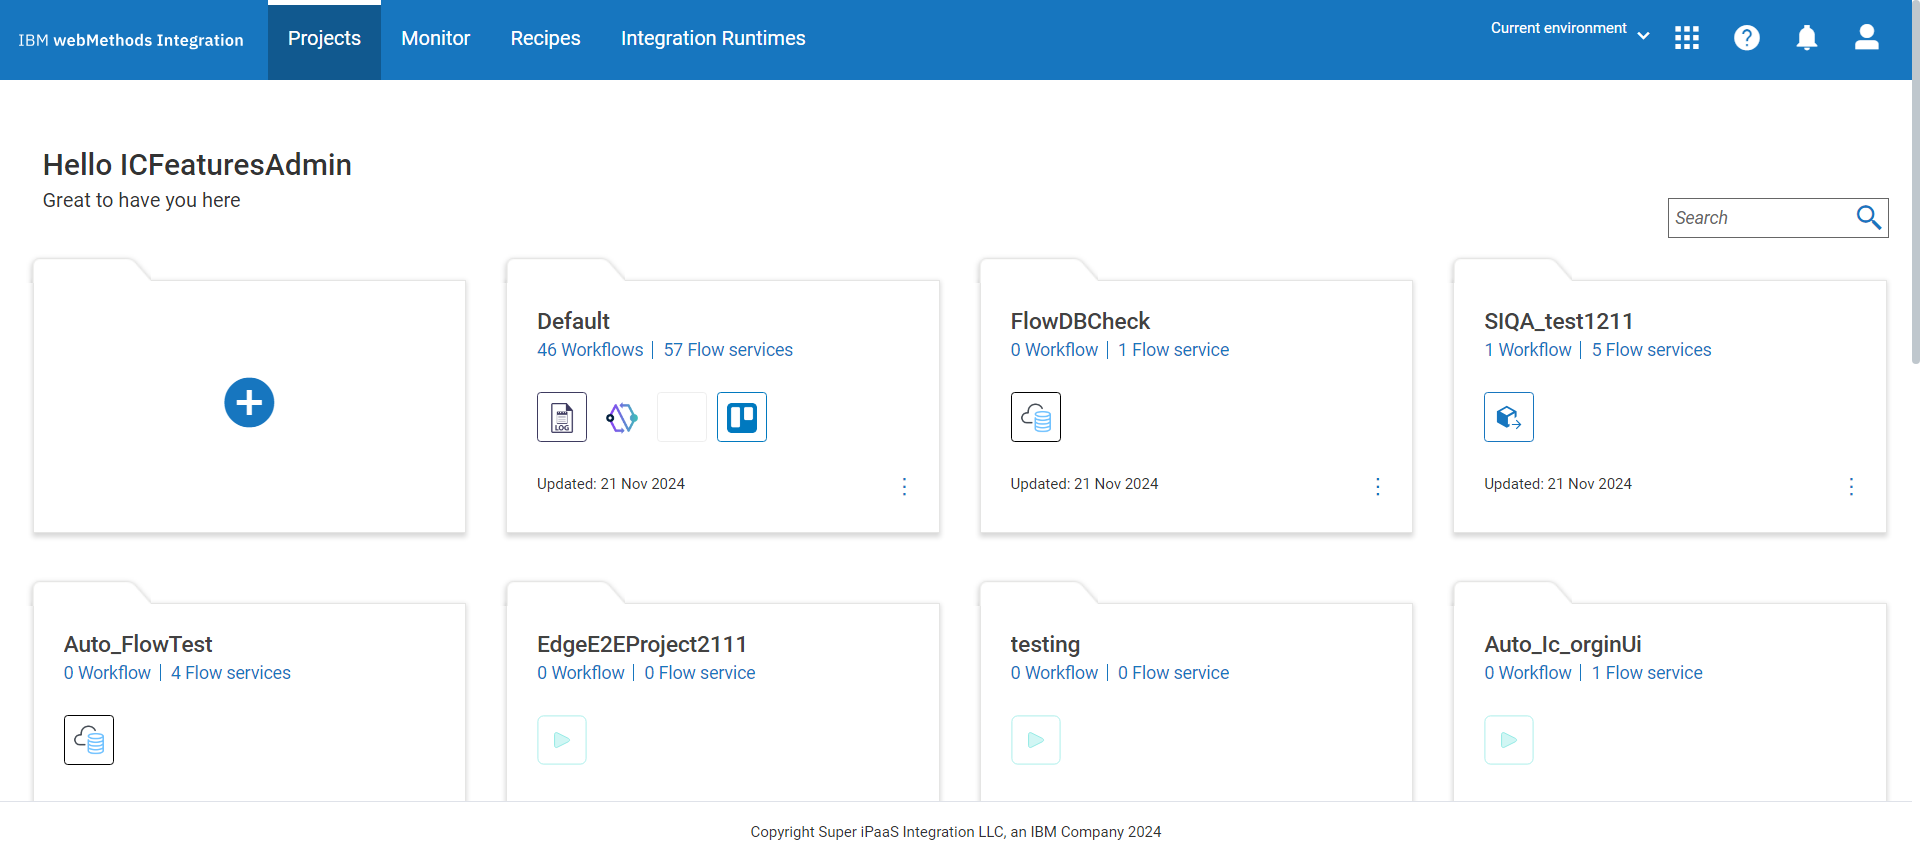 IBM webMethods Integration
Projects
Monitor
Recipes
Integration Runtimes
Current environment
Hello ICFeaturesAdmin
Great to have you here
Search
Default
46 Workflows | 57 Flow services
LOG
Updated: 21 Nov 2024
FlowDBCheck
0 Workflow | 1 Flow service
Updated: 21 Nov 2024
SIQA_test1211
1 Workflow | 5 Flow services
Updated: 21 Nov 2024
Auto_FlowTest
0 Workflow | 4 Flow services
EdgeE2EProject2111
0 Workflow | 0 Flow service
testing
0 Workflow | 0 Flow service
Auto_Ic_orginUi
0 Workflow | 1 Flow service
Copyright Super iPaaS Integration LLC, an IBM Company 2024